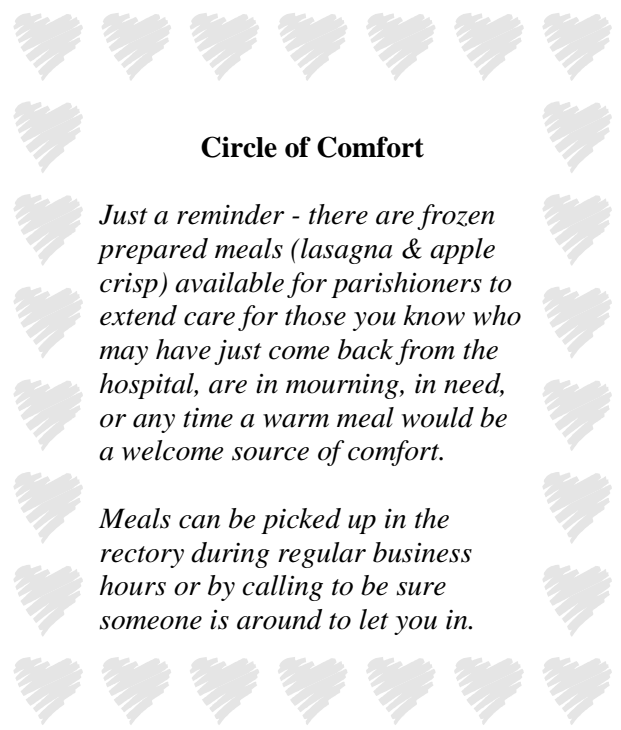 Circle of Comfort
Just a reminder - there are frozen
prepared meals (lasagna & apple
crisp) available for parishioners to
extend care for those you know who
may have just come back from the
hospital, are in mourning, in need,
or any time a warm meal would be
a welcome source of comfort.
Meals can be picked up in the
rectory during regular business
hours or by calling to be sure
someone is around to let you in.